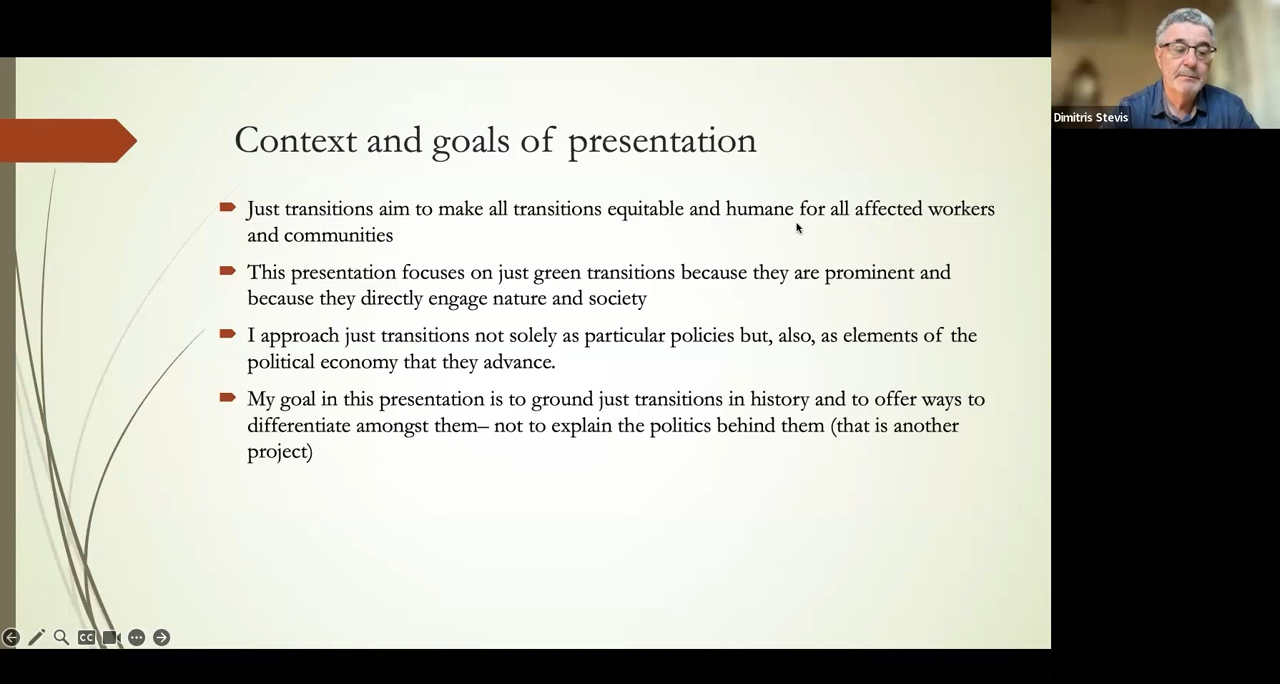 Context and goals of presentation
Just transitions aim to make all transitions equitable and humane for all affected workers
and communities
This presentation focuses on just green transitions because they are prominent and
because they directly engage nature and society
I approach just transitions not solely as particular policies but, also, as elements of the
political economy that they advance.
My goal in this presentation is to ground just transitions in history and to offer ways to
differentiate amongst them– not to explain the politics behind them (that is another
project)
Dimitris Stevis
CC